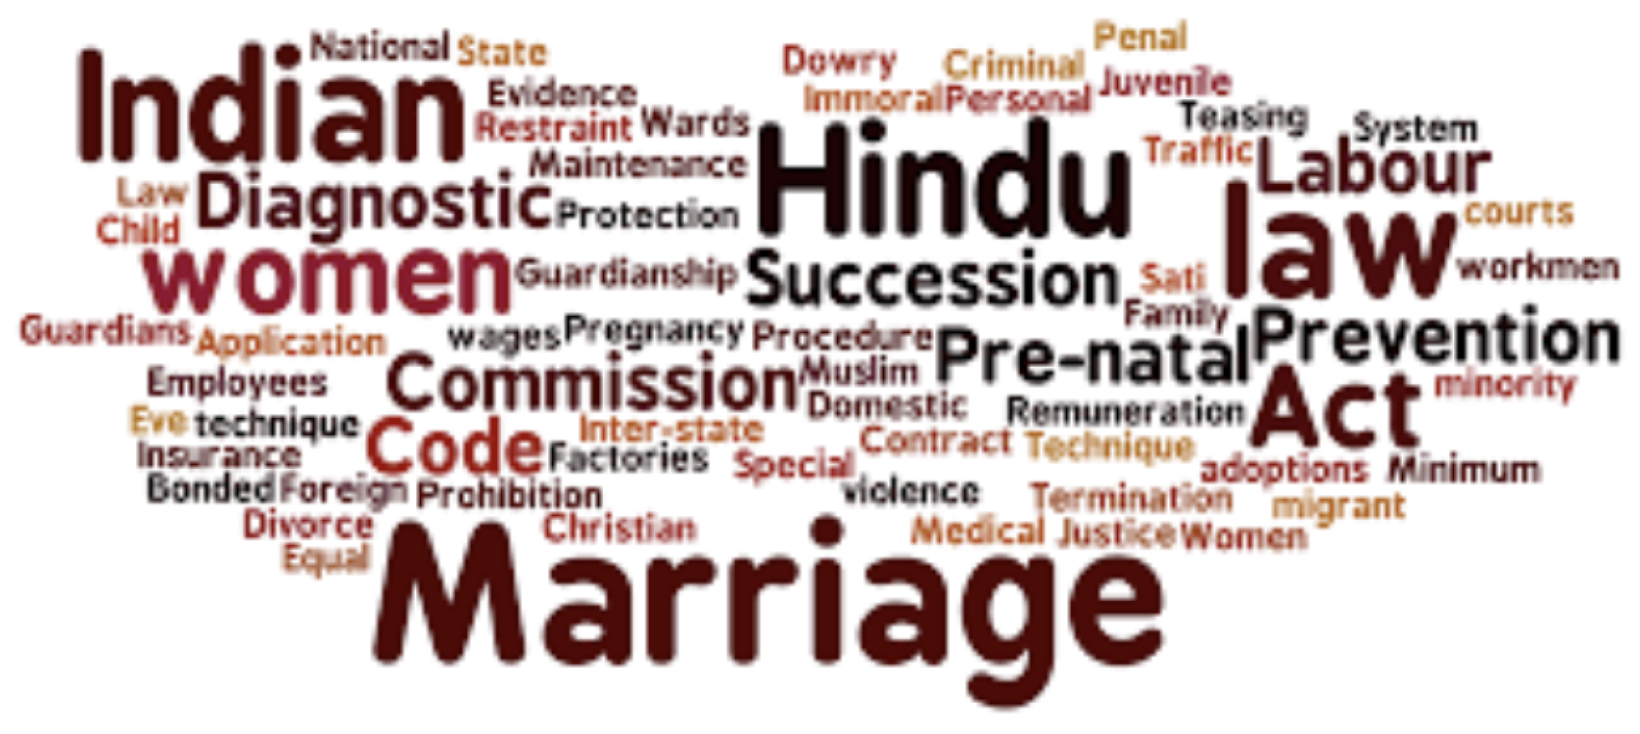 Penal
National State
Dowry Criminal
Indian
Evidence
Immoral Personal Juvenile
Restraint Wards
Teasing System
Maintenance
Hindu
Traffic Labour
Law Diagnostic Protection
Child
law courts
women Guardianship Succession Sati workmen
Family
Guardians Application wages Pregnancy Procedure Pre-natal Prevention
Employees Commission Muslim Act minority
Domestic Remuneration
Eve technique Code Inter-state Contract Technique
Insurance Factories Special adoptions Minimum
Bonded Foreign Prohibition violence Termination migrant
Divorce Christian Medical Justice Women
Equal
Marriage